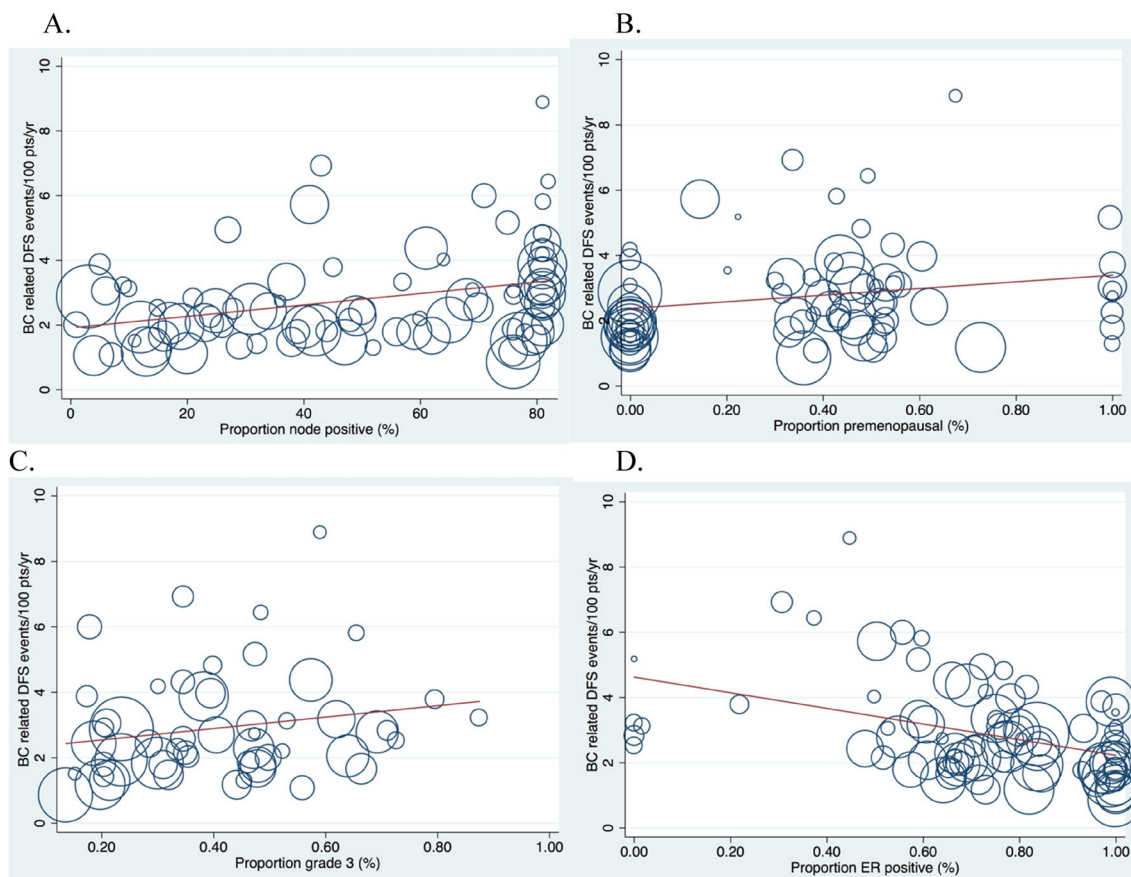 A.
BC related DFS events/100 pts/yr
10
8
6
4
2
0
0 20 40 60 80
Proportion node positive (%)
B.
BC related DFS events/100 pts/yr
10
8
6
4
2
0
0.00 0.20 0.40 0.60 0.80 1.00
Proportion premenopausal (%)
C.
BC related DFS events/100 pts/yr
10
8
6
4
2
0
0.20 0.40 0.60 0.80 1.00
Proportion grade 3 (%)
D.
BC related DFS events/100 pts/yr
10
8
6
4
2
0
0.00 0.20 0.40 0.60 0.80 1.00
Proportion ER positive (%)